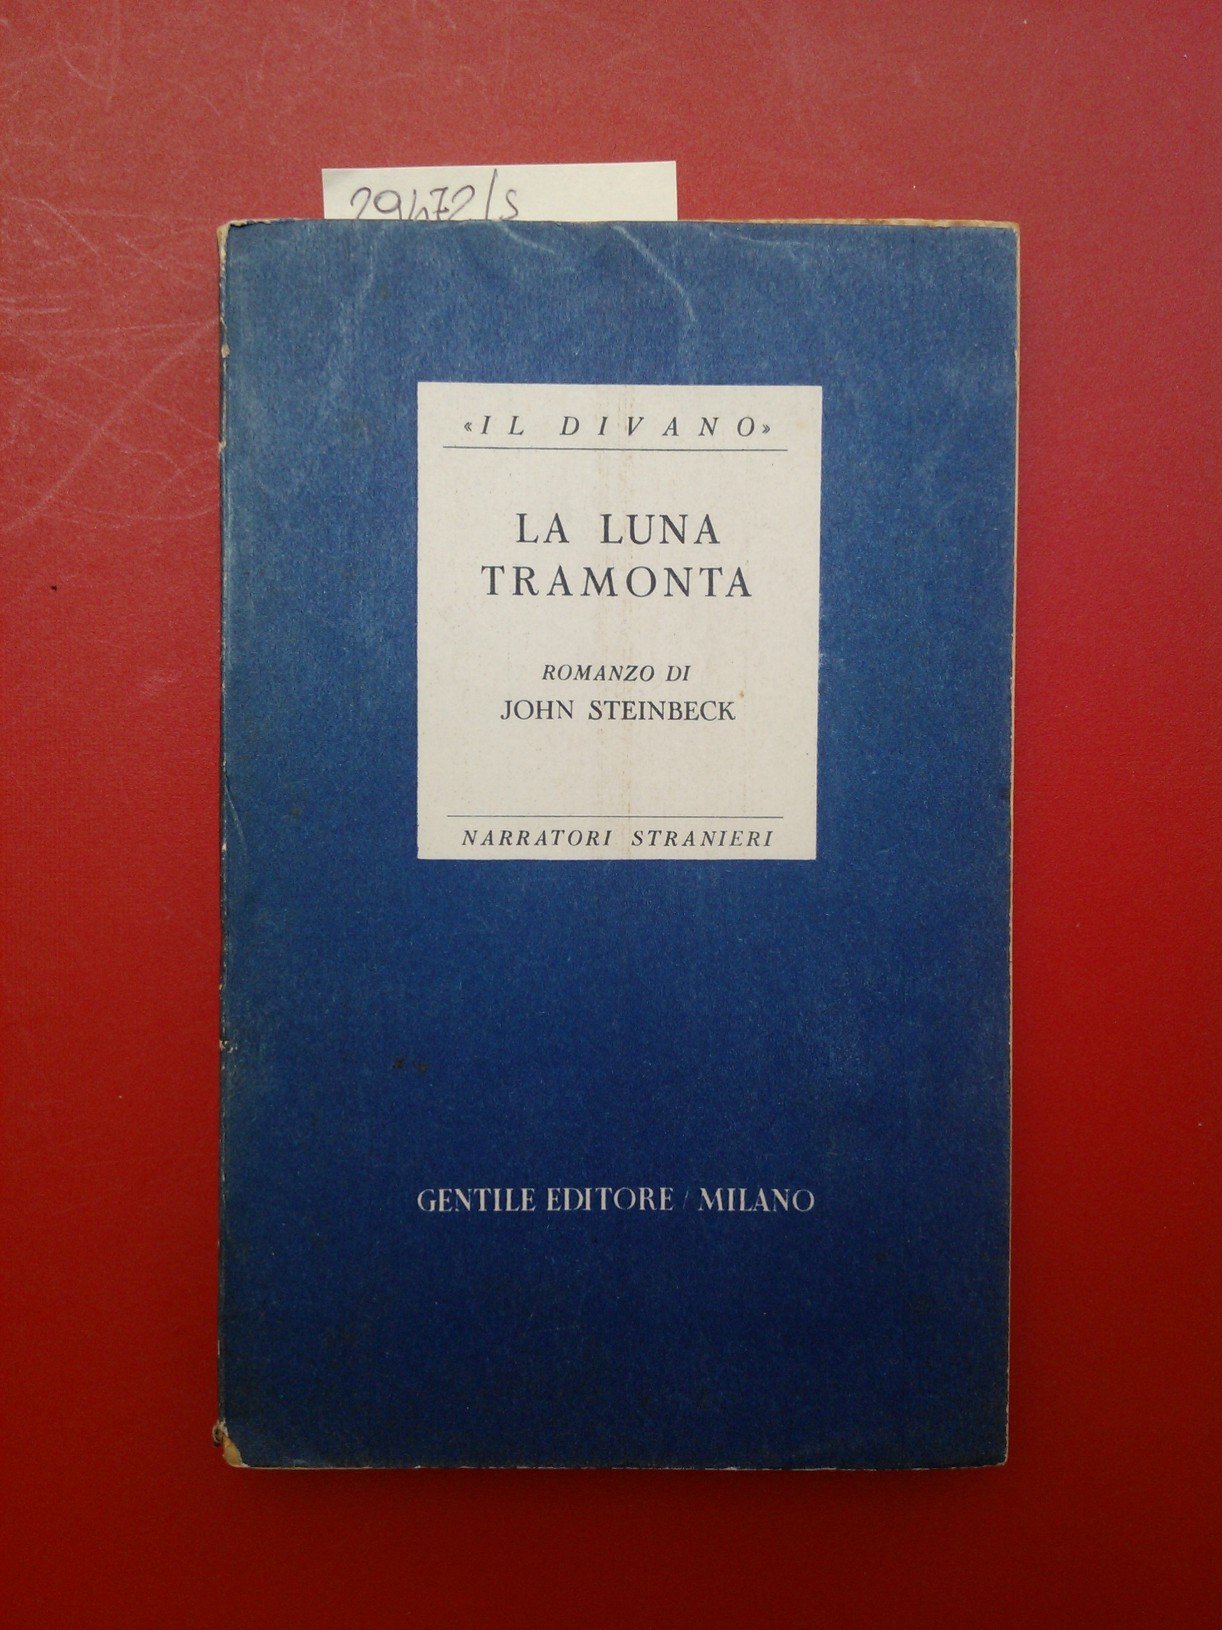 29472/s
«IL DIVANO»
LA LUNA
TRAMONTA
ROMANZO DI
JOHN STEINBECK
NARRATORI STRANIERI
GENTILE EDITORE / MILANO